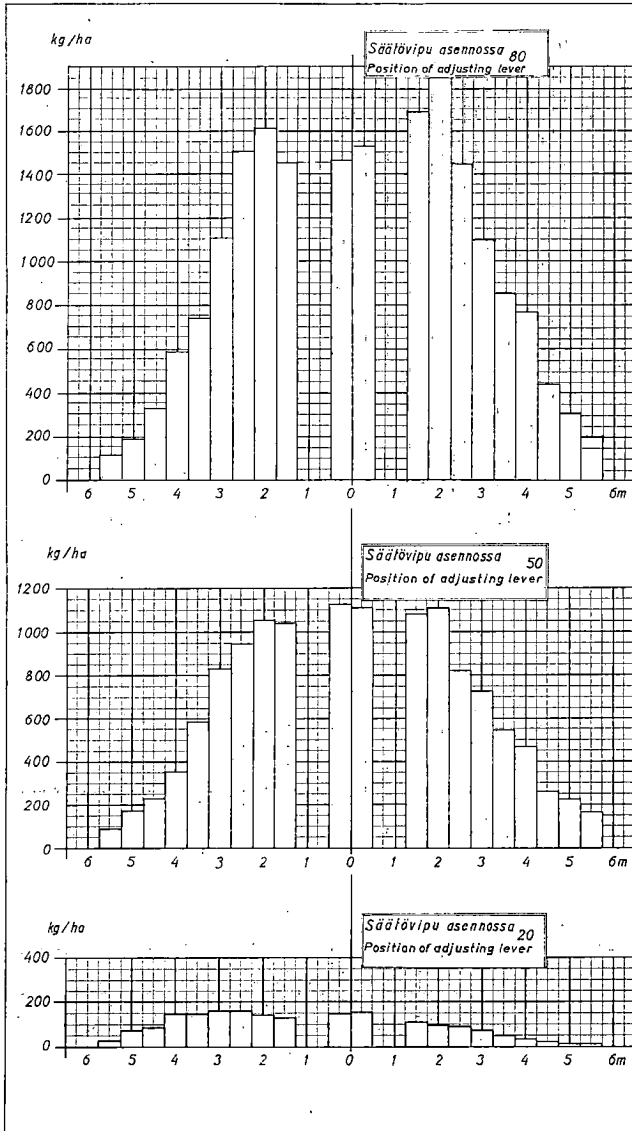 kg/ha
Säätövipu asennossa 80
Position of adjusting lever
1800
1600
1400
1200
1000
800
600
400
200
0
6 5 4 3 2 1 0 1 2 3 4 5 6m
kg/ha
Säätövipu asennossa 50
Position of adjusting lever
1200
1000
800
600
400
200
0
6 5 4 3 2 1 0 1 2 3 4 5 6m
kg/ha
Säätövipu asennossa 20
Position of adjusting lever
400
200
0
6 5 4 3 2 1 0 1 2 3 4 5 6m